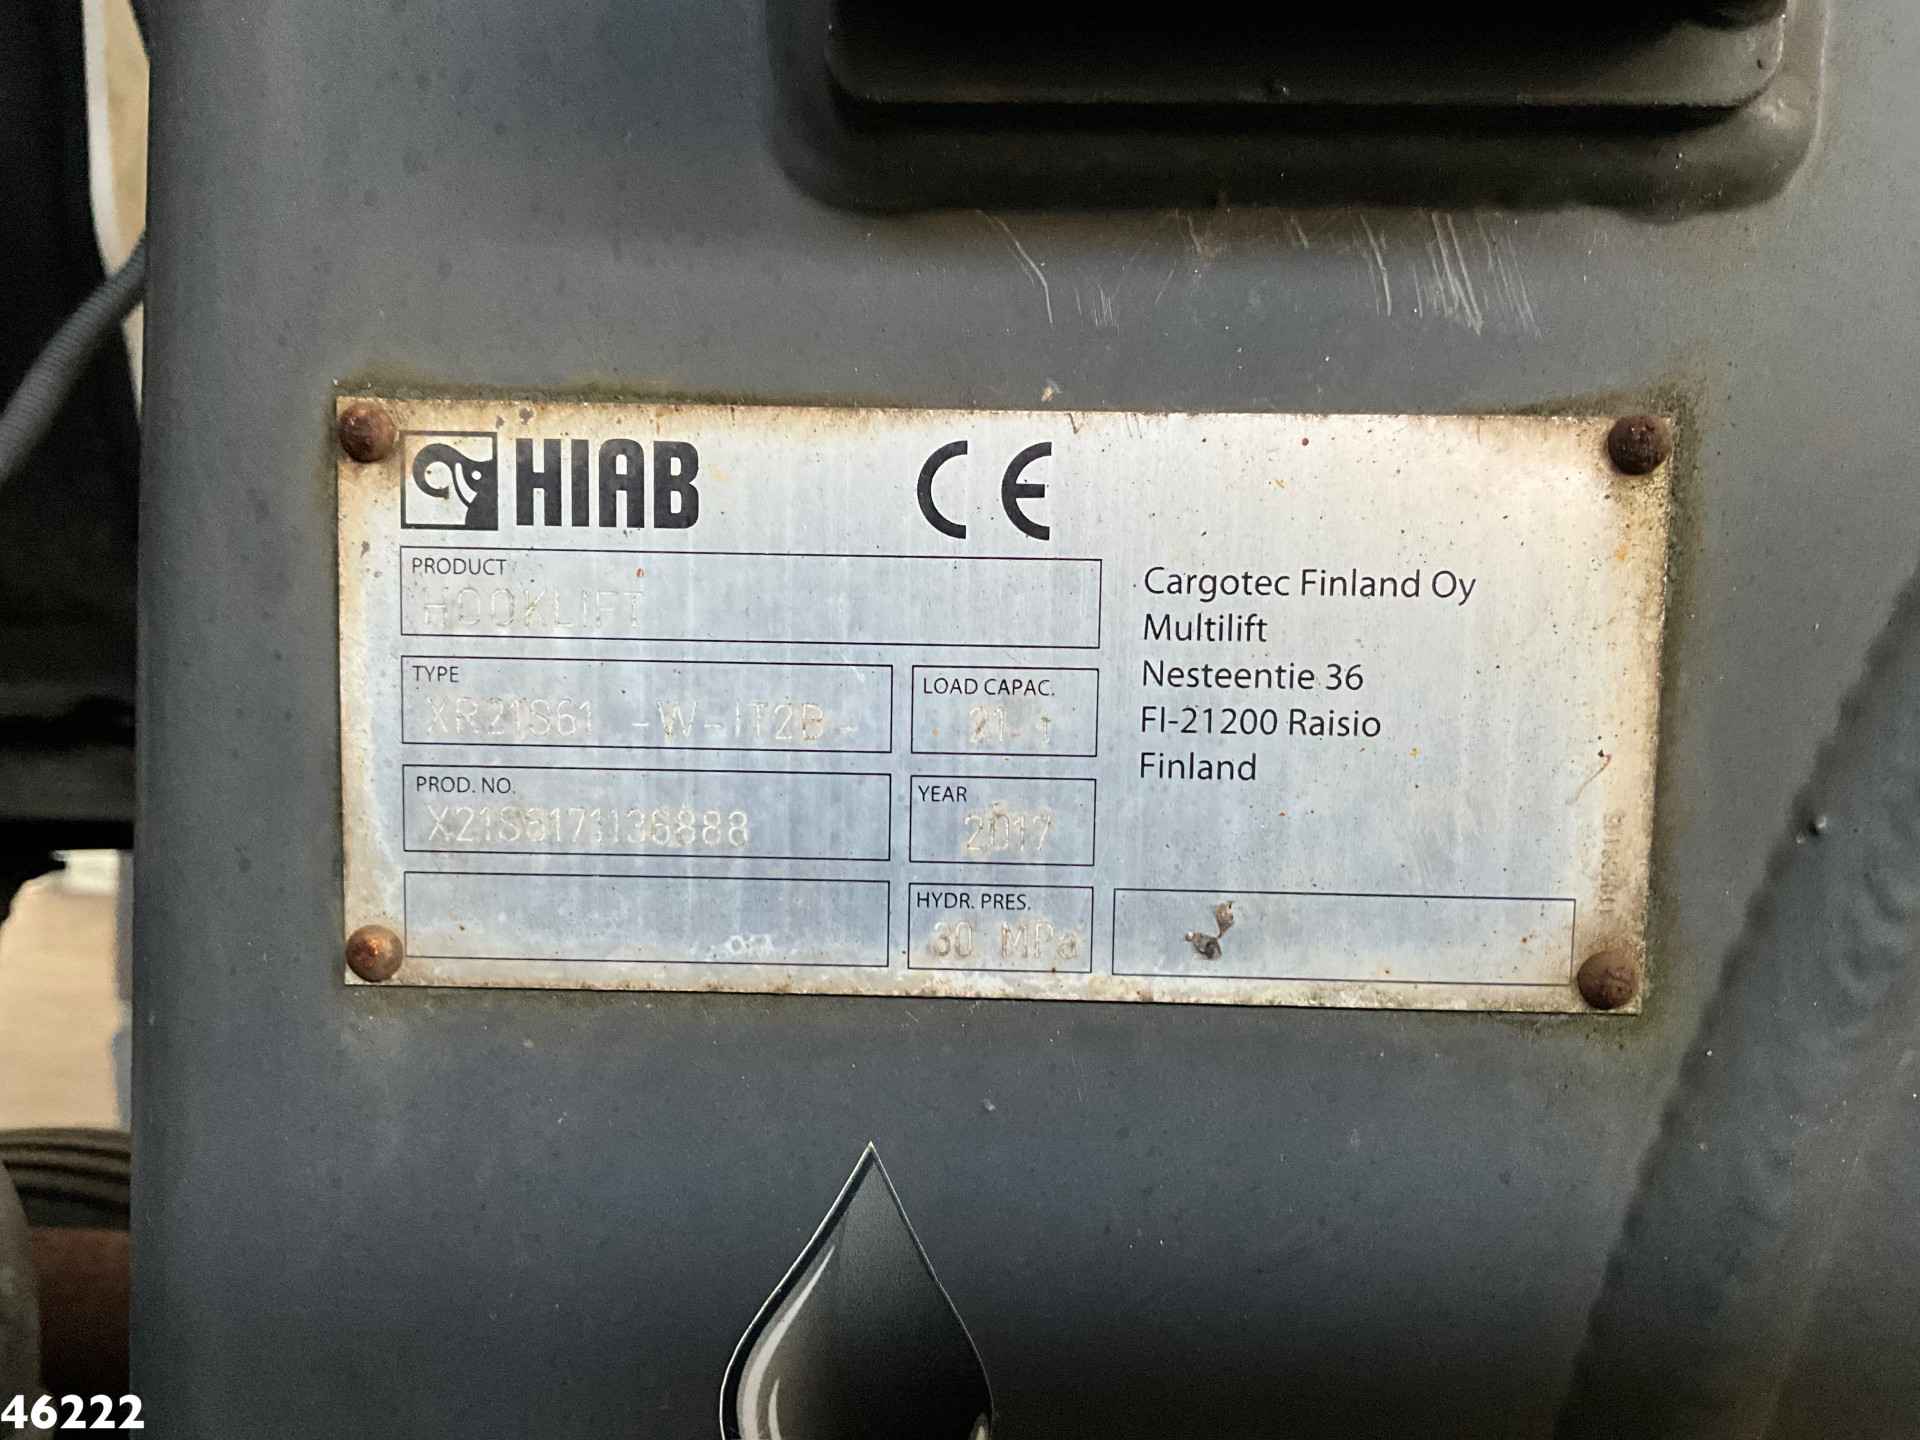 HIAB CE
PRODUCT
HOOKLIFT
TYPE
XR21S61 -W-IT2B-
LOAD CAPAC.
21 t
PROD. NO.
X21S6171136888
YEAR
2017
HYDR. PRES.
30 MPa
Cargotec Finland Oy
Multilift
Nesteentie 36
FI-21200 Raisio
Finland
46222